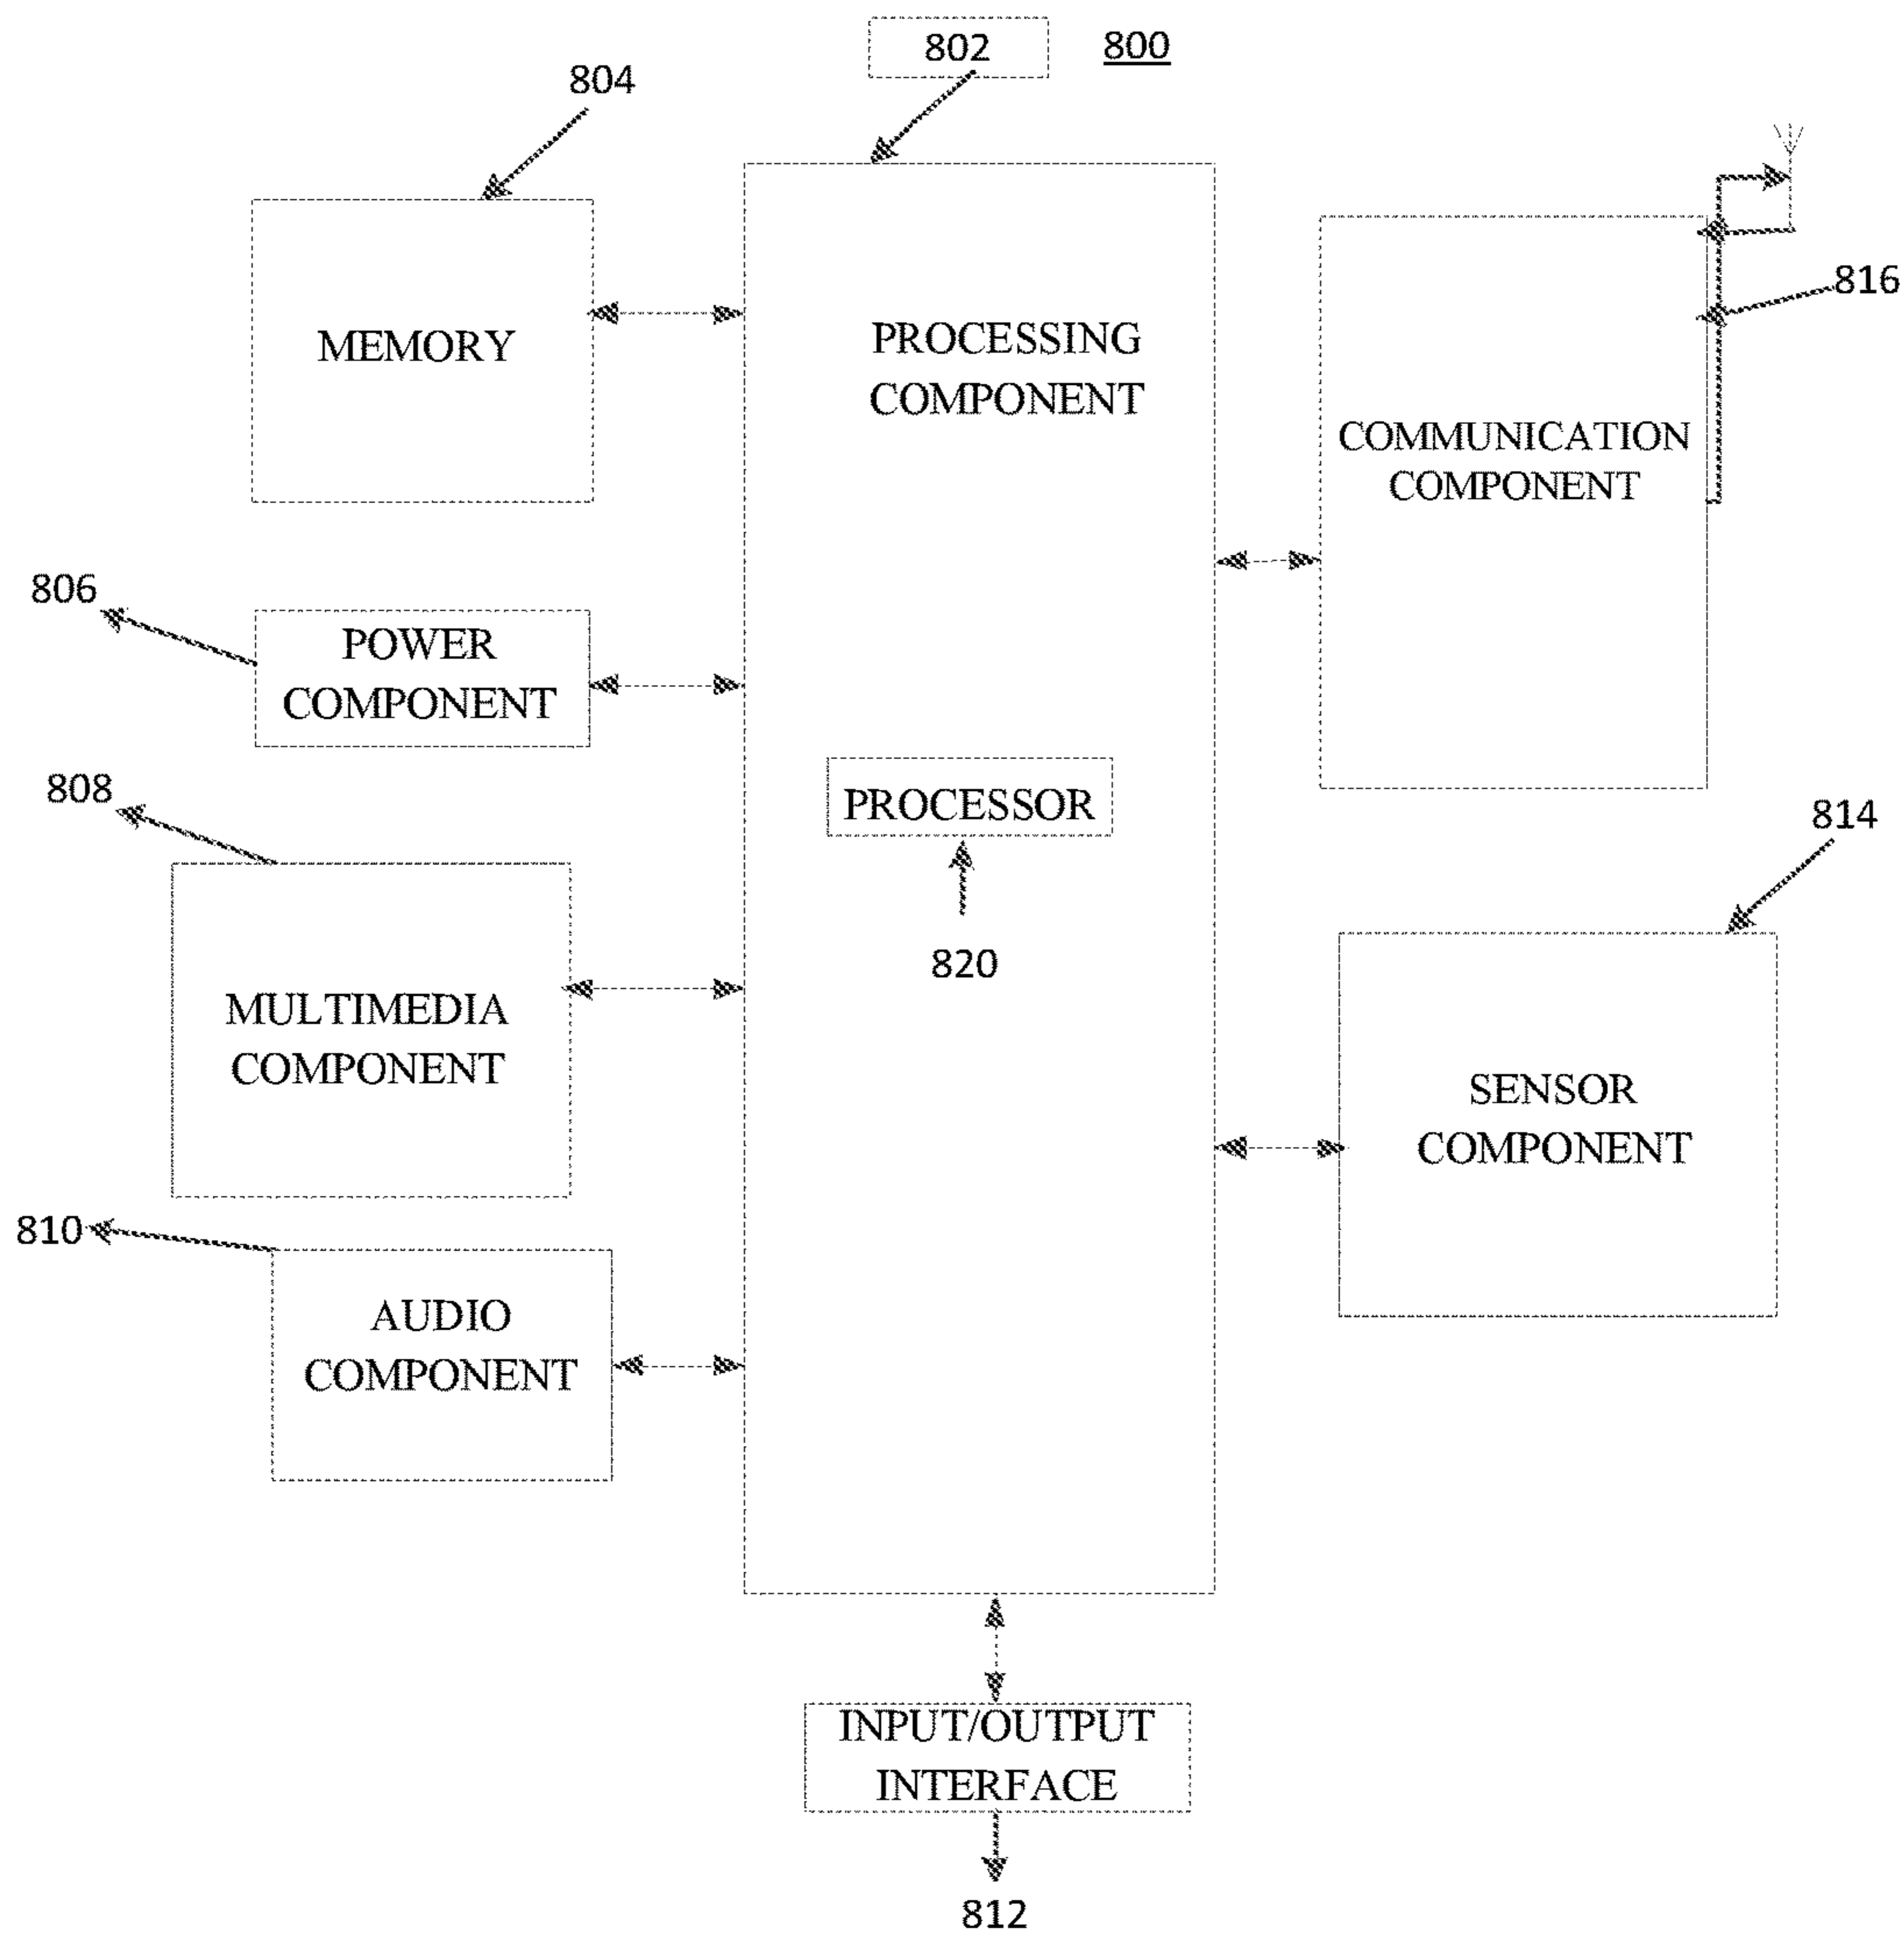 802
800
804
MEMORY
PROCESSING
COMPONENT
816
COMMUNICATION
COMPONENT
806
POWER
COMPONENT
808
PROCESSOR
820
814
MULTIMEDIA
COMPONENT
SENSOR
COMPONENT
810
AUDIO
COMPONENT
INPUT/OUTPUT
INTERFACE
812